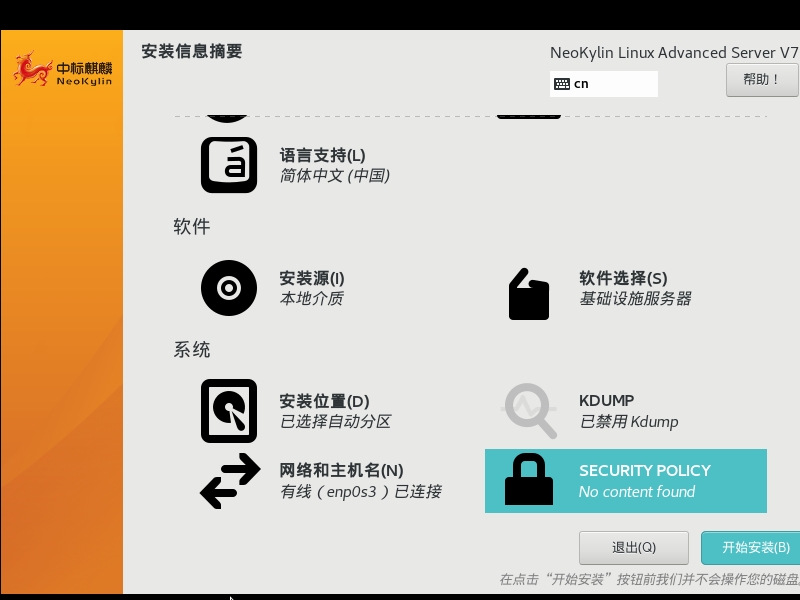 安装信息摘要
NeoKylin Linux Advanced Server V7
中标麒麟
NeoKylin
cn
帮助！
á
语言支持(L)
简体中文 (中国)
软件
安装源(I)
本地介质
软件选择(S)
基础设施服务器
系统
安装位置(D)
已选择自动分区
KDUMP
已禁用 Kdump
网络和主机名(N)
有线（enp0s3）已连接
SECURITY POLICY
No content found
退出(Q)
开始安装(B)
在点击“开始安装”按钮前我们并不会操作您的磁盘